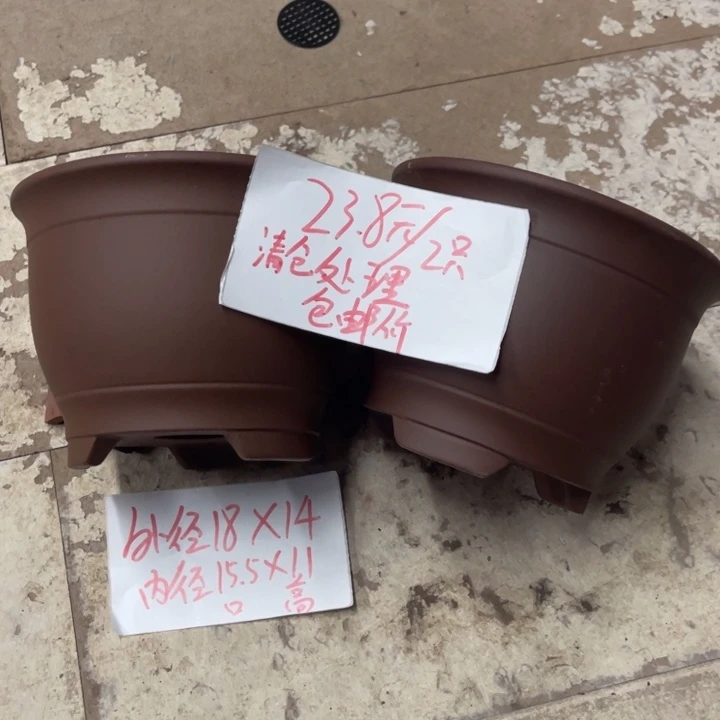 23.8元/2只
清仓处理
包邮价
外径18×14
内径15.5×11
口 高